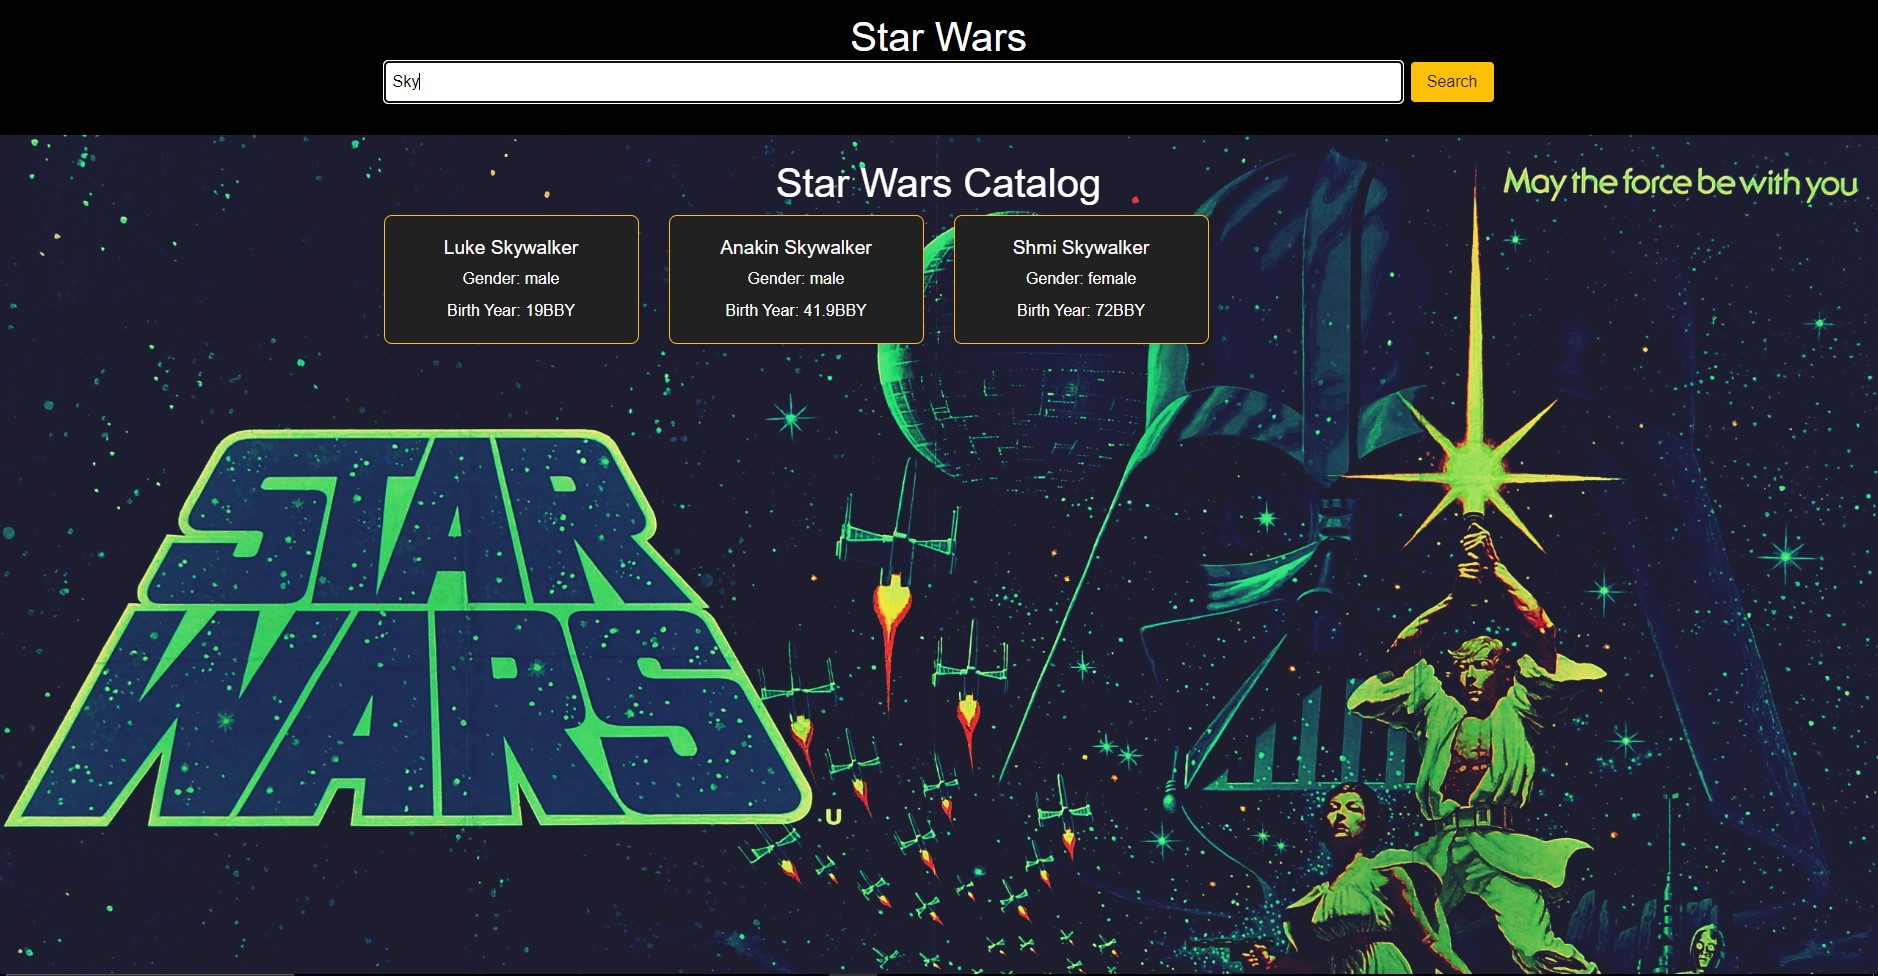 Star Wars
Sky
Search
Star Wars Catalog
May the force be with you
Luke Skywalker
Gender: male
Birth Year: 19BBY
Anakin Skywalker
Gender: male
Birth Year: 41.9BBY
Shmi Skywalker
Gender: female
Birth Year: 72BBY
STAR
WARS
U